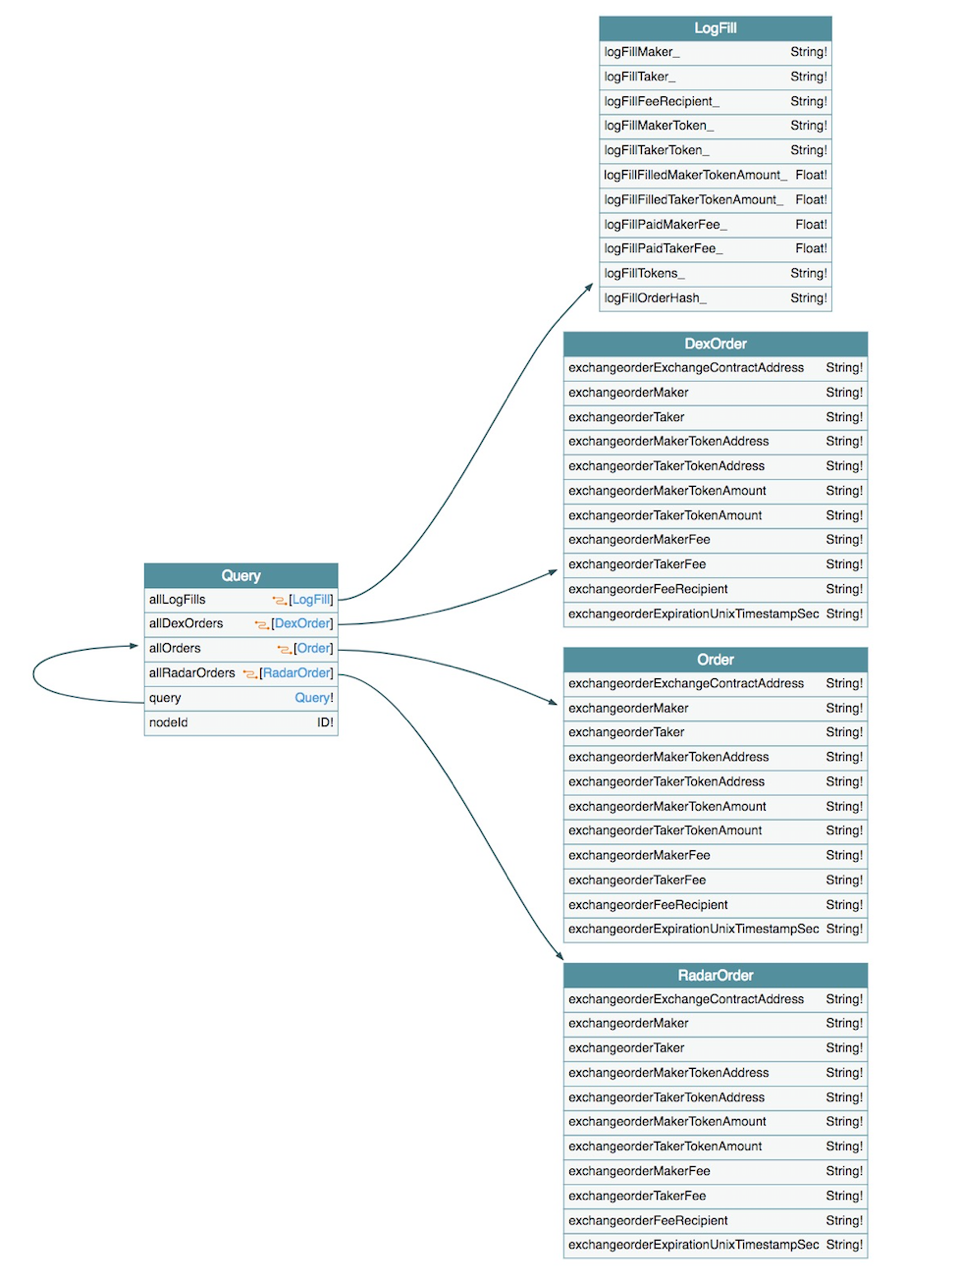 LogFill
logFillMaker_ String!
logFillTaker_ String!
logFillFeeRecipient_ String!
logFillMakerToken_ String!
logFillTakerToken_ String!
logFillFilledMakerTokenAmount_ Float!
logFillFilledTakerTokenAmount_ Float!
logFillPaidMakerFee_ Float!
logFillPaidTakerFee_ Float!
logFillTokens_ String!
logFillOrderHash_ String!
DexOrder
exchangeorderExchangeContractAddress String!
exchangeorderMaker String!
exchangeorderTaker String!
exchangeorderMakerTokenAddress String!
exchangeorderTakerTokenAddress String!
exchangeorderMakerTokenAmount String!
exchangeorderTakerTokenAmount String!
exchangeorderMakerFee String!
exchangeorderTakerFee String!
exchangeorderFeeRecipient String!
exchangeorderExpirationUnixTimestampSec String!
Query
allLogFills [LogFill]
allDexOrders [DexOrder]
allOrders [Order]
allRadarOrders [RadarOrder]
query Query!
nodeId ID!
Order
exchangeorderExchangeContractAddress String!
exchangeorderMaker String!
exchangeorderTaker String!
exchangeorderMakerTokenAddress String!
exchangeorderTakerTokenAddress String!
exchangeorderMakerTokenAmount String!
exchangeorderTakerTokenAmount String!
exchangeorderMakerFee String!
exchangeorderTakerFee String!
exchangeorderFeeRecipient String!
exchangeorderExpirationUnixTimestampSec String!
RadarOrder
exchangeorderExchangeContractAddress String!
exchangeorderMaker String!
exchangeorderTaker String!
exchangeorderMakerTokenAddress String!
exchangeorderTakerTokenAddress String!
exchangeorderMakerTokenAmount String!
exchangeorderTakerTokenAmount String!
exchangeorderMakerFee String!
exchangeorderTakerFee String!
exchangeorderFeeRecipient String!
exchangeorderExpirationUnixTimestampSec String!